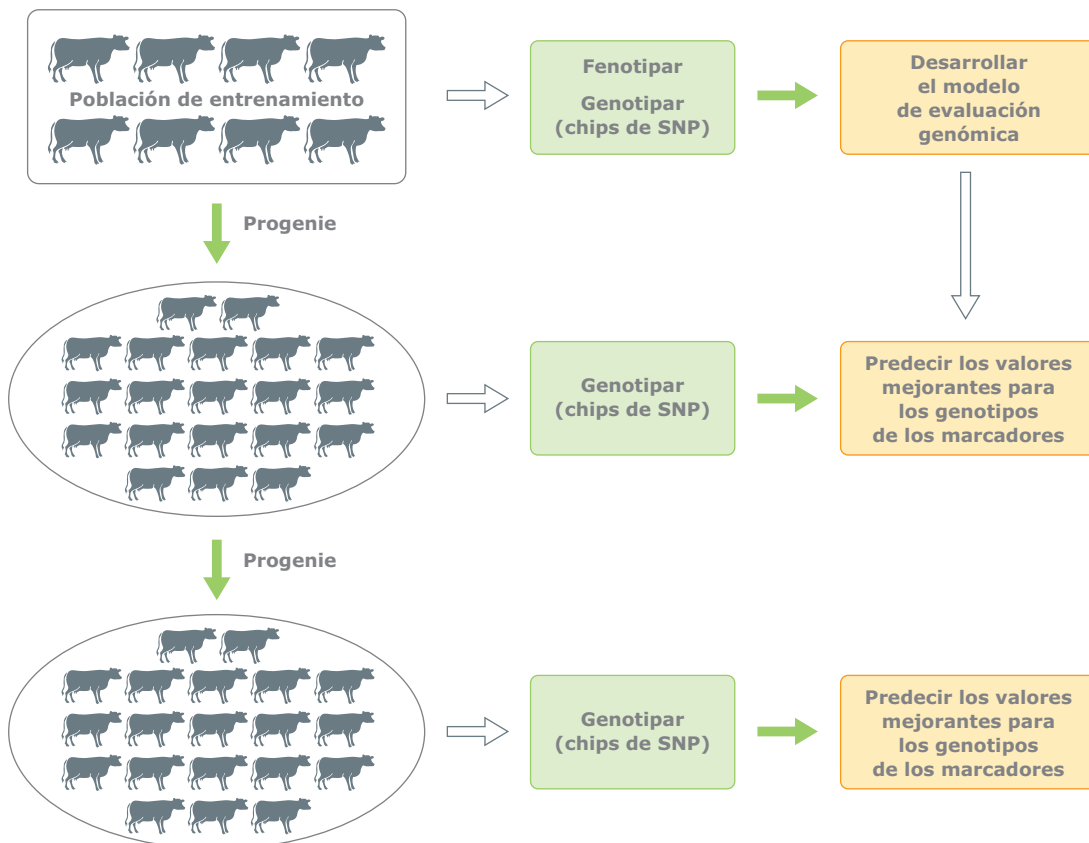 Población de entrenamiento
Fenotipar
Genotipar
(chips de SNP)
Desarrollar
el modelo
de evaluación
genómica
Progenie
Genotipar
(chips de SNP)
Predecir los valores
mejorantes para
los genotipos
de los marcadores
Progenie
Genotipar
(chips de SNP)
Predecir los valores
mejorantes para
los genotipos
de los marcadores